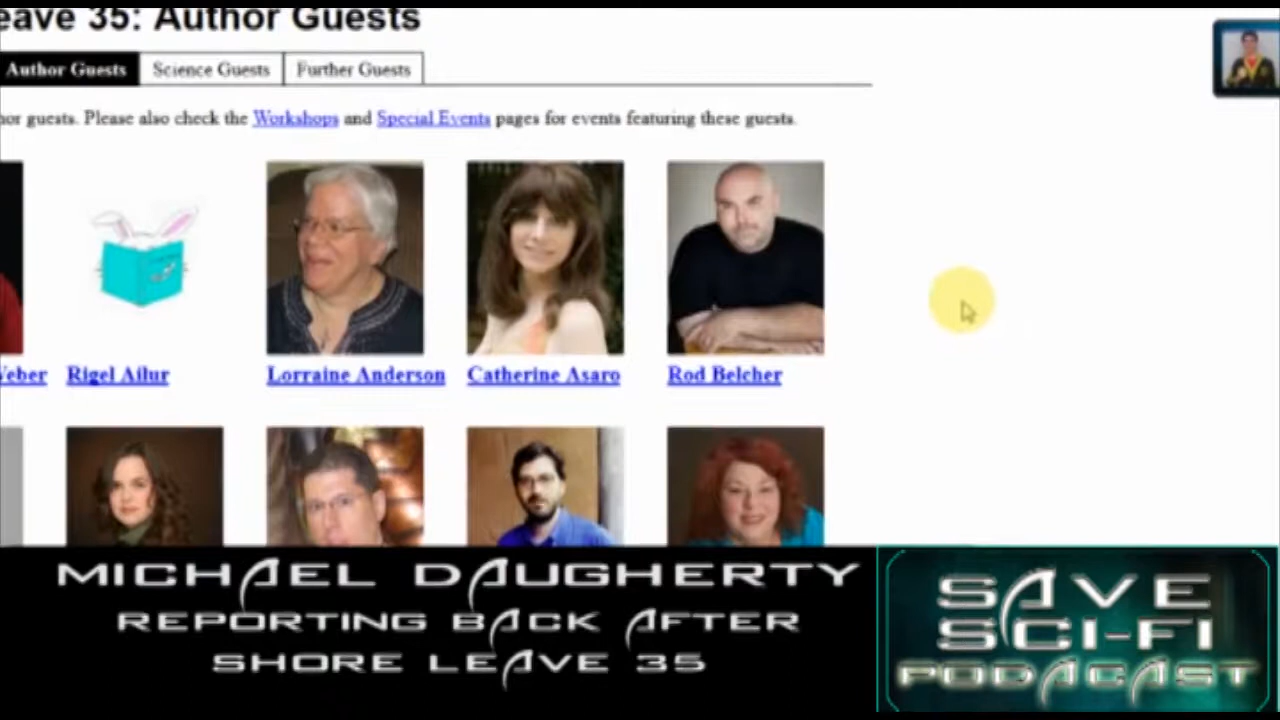 eave 35: Author Guests
Author Guests Science Guests Further Guests
hor guests. Please also check the Workshops and Special Events pages for events featuring these guests.
Rigel Ailur Lorraine Anderson Catherine Asaro Rod Belcher
MICHAEL DAUGHERTY
REPORTING BACK AFTER
SHORE LEAVE 35
SAVE
SCI-FI
PODACAST